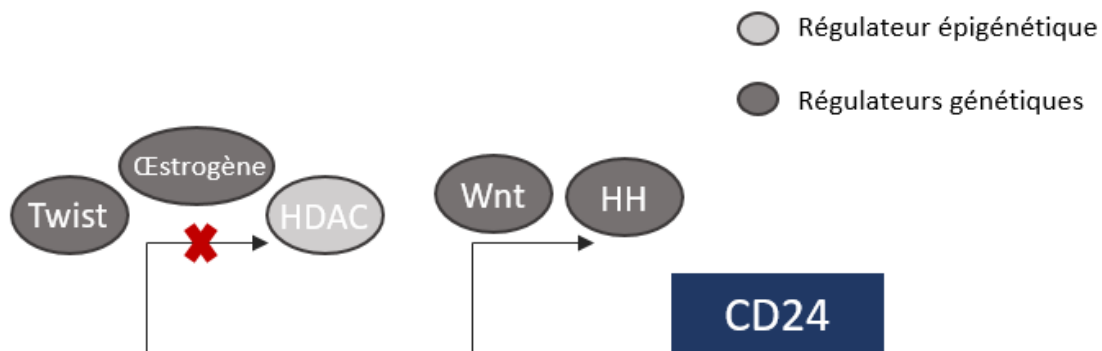 Régulateur épigénétique
Régulateurs génétiques
Œstrogène
Twist
HDAC
Wnt
HH
CD24